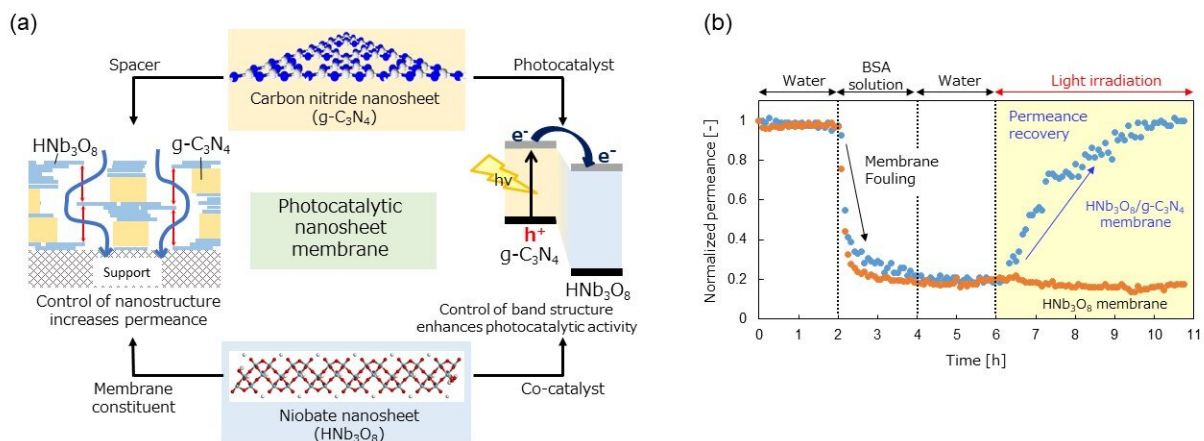 (a)
Spacer
Carbon nitride nanosheet
(g-C₃N₄)
Photocatalyst
HNb₃O₈
g-C₃N₄
Support
Control of nanostructure
increases permeance
Photocatalytic
nanosheet
membrane
e⁻
e⁻
hν
h⁺
g-C₃N₄
HNb₃O₈
Control of band structure
enhances photocatalytic activity
Membrane
constituent
Niobate nanosheet
(HNb₃O₈)
Co-catalyst
(b)
Water
BSA
solution
Water
Light irradiation
Normalized permeance [-]
1
0.8
0.6
0.4
0.2
0
Membrane
Fouling
Permeance
recovery
HNb₃O₈/g-C₃N₄
membrane
HNb₃O₈ membrane
0 1 2 3 4 5 6 7 8 9 10 11
Time [h]